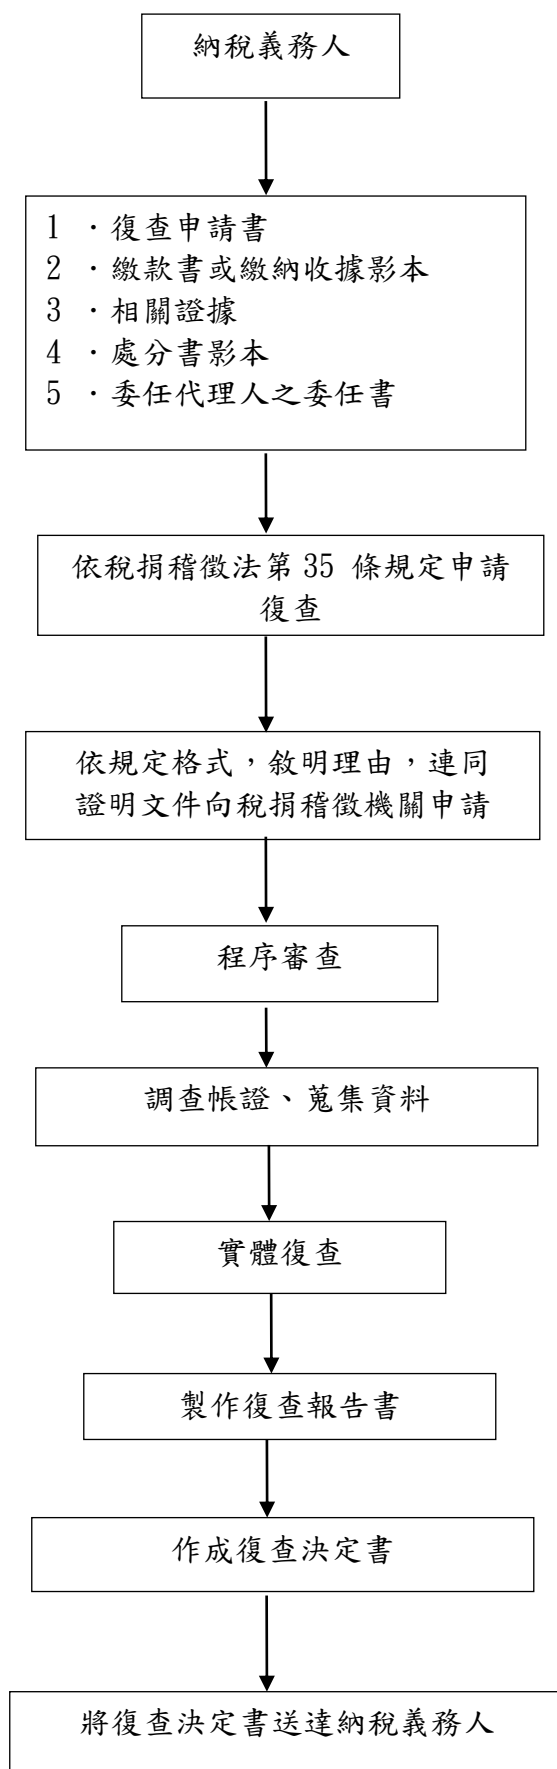 納稅義務人
1 ．復查申請書
2 ．繳款書或繳納收據影本
3 ．相關證據
4 ．處分書影本
5 ．委任代理人之委任書
依稅捐稽徵法第 35 條規定申請
復查
依規定格式，敘明理由，連同
證明文件向稅捐稽徵機關申請
程序審查
調查帳證、蒐集資料
實體復查
製作復查報告書
作成復查決定書
將復查決定書送達納稅義務人